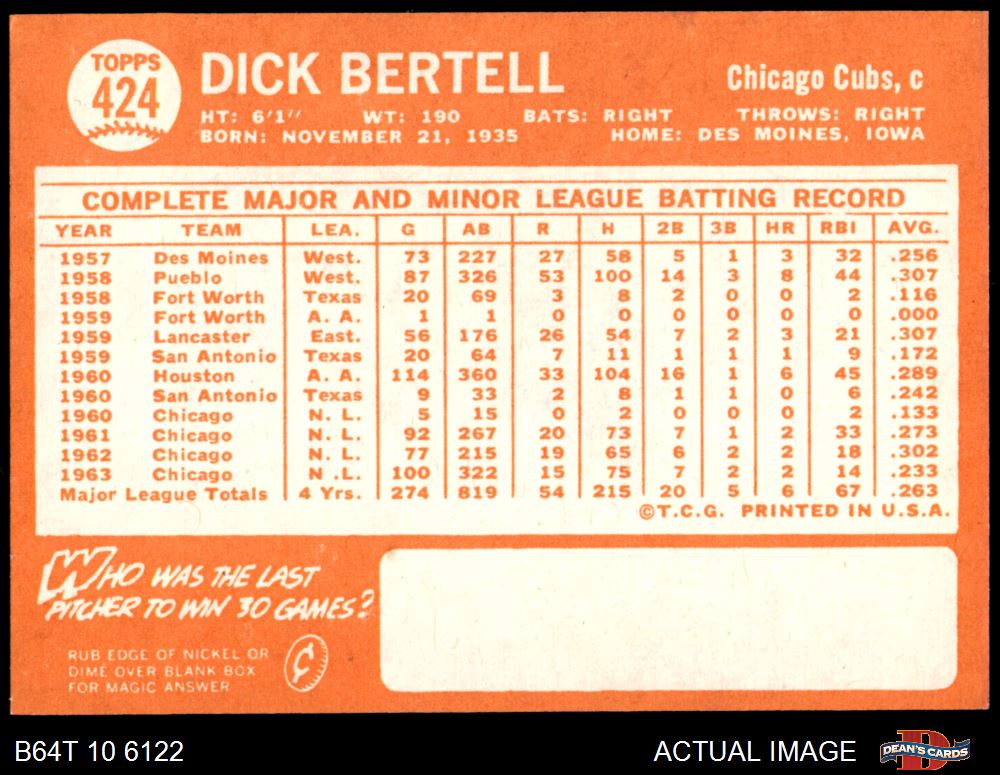 TOPPS
424
DICK BERTELL
Chicago Cubs, c
HT: 6'1" WT: 190 BATS: RIGHT THROWS: RIGHT
BORN: NOVEMBER 21, 1935 HOME: DES MOINES, IOWA
COMPLETE MAJOR AND MINOR LEAGUE BATTING RECORD
YEAR TEAM LEA. G AB R H 2B 3B HR RBI AVG.
1957 Des Moines West. 73 227 27 58 5 1 3 32 .256
1958 Pueblo West. 87 326 53 100 14 3 8 44 .307
1958 Fort Worth Texas 20 69 3 8 2 0 0 2 .116
1959 Fort Worth A. A. 1 1 0 0 0 0 0 0 .000
1959 Lancaster East. 56 176 26 54 7 2 3 21 .307
1959 San Antonio Texas 20 64 7 11 1 1 1 9 .172
1960 Houston A. A. 114 360 33 104 16 1 6 45 .289
1960 San Antonio Texas 9 33 2 8 1 1 0 6 .242
1960 Chicago N. L. 5 15 0 2 0 0 0 2 .133
1961 Chicago N. L. 92 267 20 73 7 1 2 33 .273
1962 Chicago N. L. 77 215 19 65 6 2 2 18 .302
1963 Chicago N .L. 100 322 15 75 7 2 2 14 .233
Major League Totals 4 Yrs. 274 819 54 215 20 5 6 67 .263
©T.C.G. PRINTED IN U.S.A.
WHO WAS THE LAST
PITCHER TO WIN 30 GAMES?
RUB EDGE OF NICKEL OR
DIME OVER BLANK BOX
FOR MAGIC ANSWER
¢
B64T 10 6122
ACTUAL IMAGE
D
DEAN'S CARDS